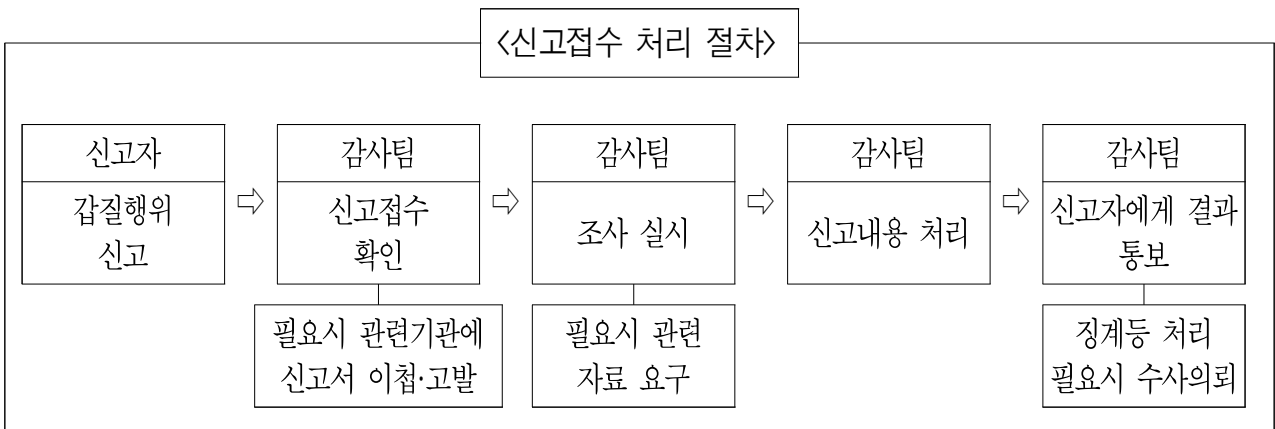 <신고접수 처리 절차>
신고자
갑질행위
신고
⇨
감사팀
신고접수
확인
필요시 관련기관에
신고서 이첩·고발
⇨
감사팀
조사 실시
필요시 관련
자료 요구
⇨
감사팀
신고내용 처리
⇨
감사팀
신고자에게 결과
통보
징계등 처리
필요시 수사의뢰